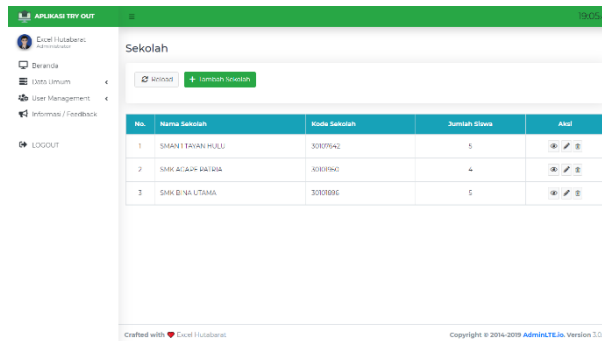 APLIKASI TRY OUT
19:05
Excel Hutabarat
Administrator
Beranda
Data Umum
User Management
Informasi / Feedback
LOGOUT
Sekolah
Reload
+ Tambah Sekolah
No. Nama Sekolah Kode Sekolah Jumlah Siswa Aksi
1 SMAN 1 TAYAN HULU 30107642 5
2 SMK AGAPE PATRIA 4
3 SMK BINA UTAMA 30101896 5
Crafted with Excel Hutabarat
Copyright © 2014-2019 AdminLTE.io. Version 3.0